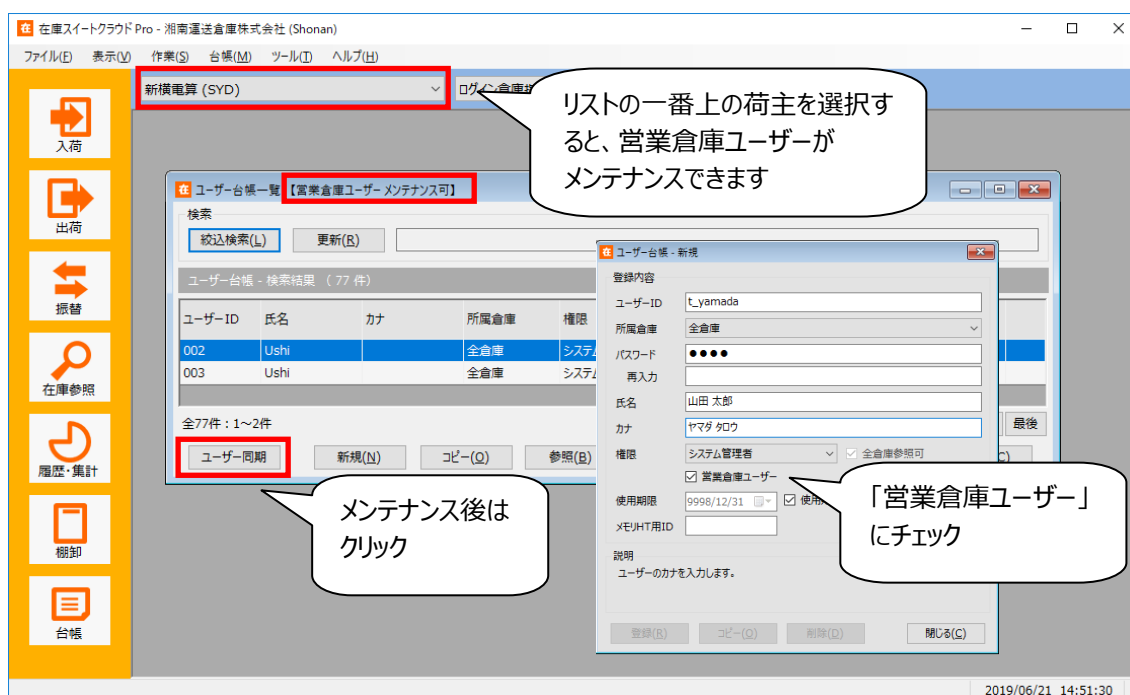 在 在庫スイートクラウド Pro - 湘南運送倉庫株式会社 (Shonan)
ファイル(F) 表示(V) 作業(S) 台帳(M) ツール(T) ヘルプ(H)
新横電算 (SYD)
リストの一番上の荷主を選択す
ると、営業倉庫ユーザーが
メンテナンスできます
入荷
出荷
振替
在庫参照
履歴・集計
棚卸
台帳
在 ユーザー台帳一覧 【営業倉庫ユーザー メンテナンス可】
検索
絞込検索(L) 更新(R)
ユーザー台帳 - 検索結果 ( 77 件)
ユーザーID 氏名 カナ 所属倉庫 権限
002 Ushi 全倉庫
003 Ushi 全倉庫
全77件：1～2件
最後
ユーザー同期 新規(N) コピー(O) 参照(B)
メンテナンス後は
クリック
在 ユーザー台帳 - 新規
登録内容
ユーザーID t_yamada
所属倉庫 全倉庫
パスワード ●●●●
再入力
氏名 山田 太郎
カナ ヤマダ タロウ
権限 システム管理者 全倉庫参照可
営業倉庫ユーザー
使用期限 9998/12/31
メモリHT用ID
説明
ユーザーのカナを入力します。
登録(R) コピー(O) 削除(D) 閉じる(C)
「営業倉庫ユーザー」
にチェック
2019/06/21 14:51:30